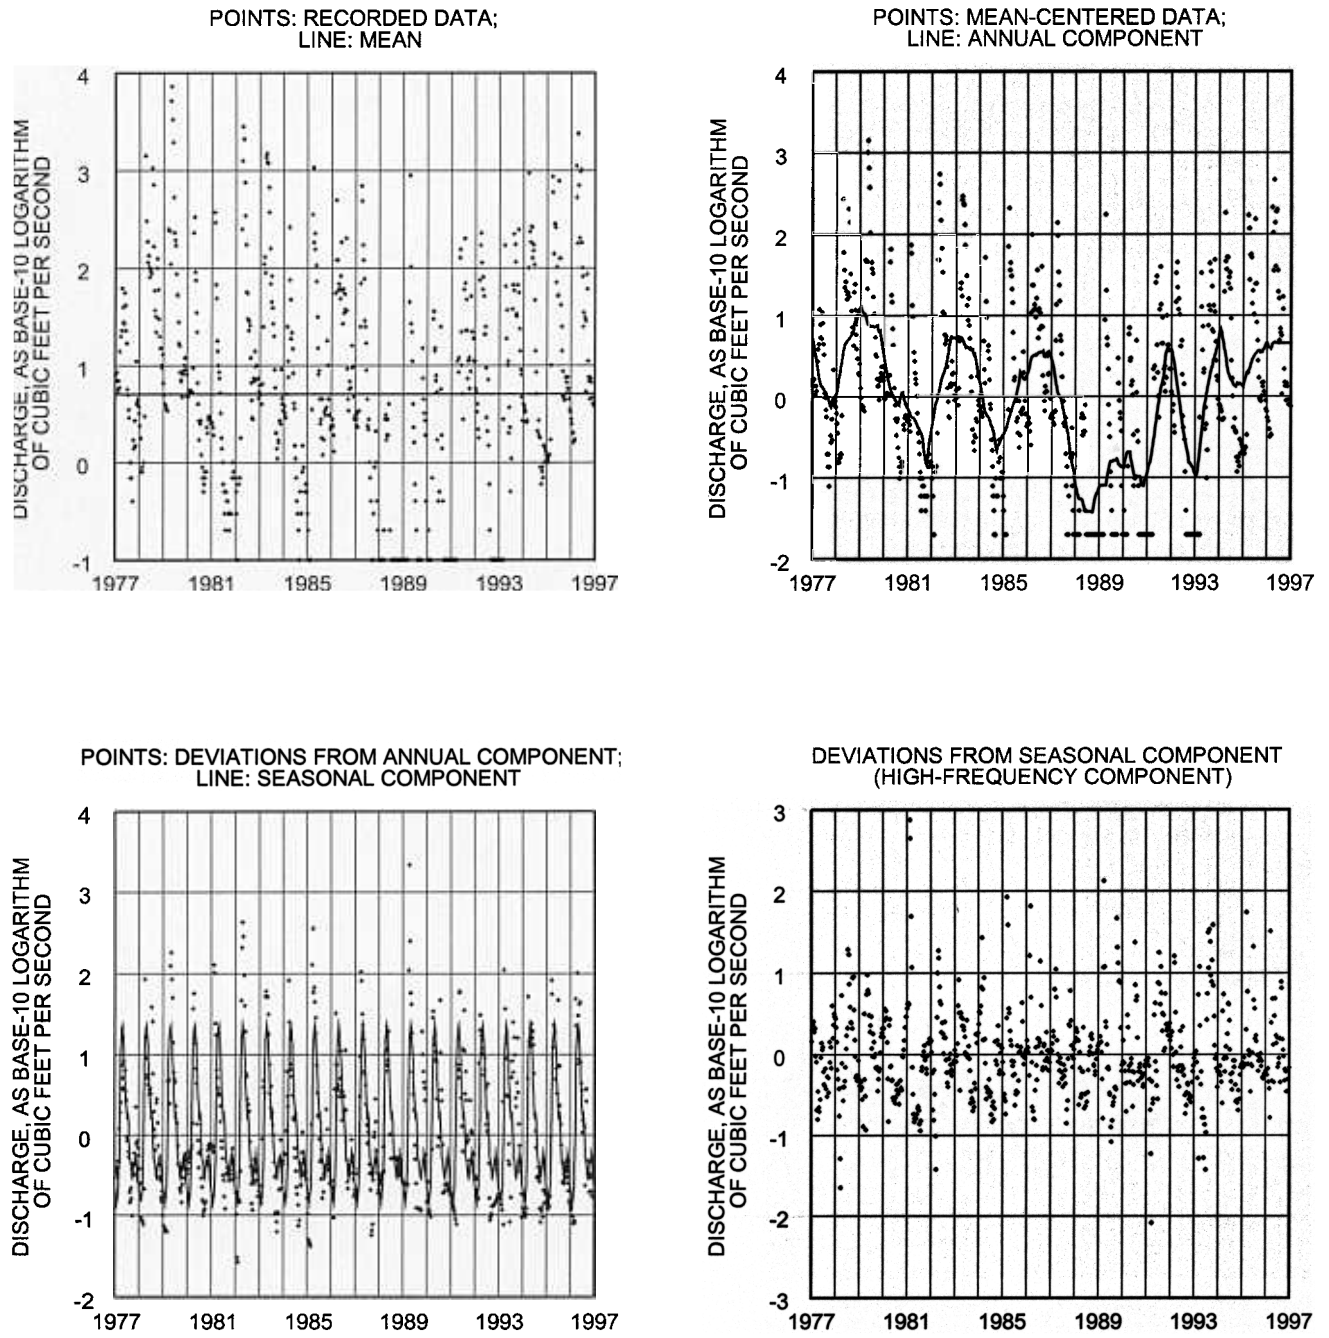 POINTS: RECORDED DATA;
LINE: MEAN
DISCHARGE, AS BASE-10 LOGARITHM
OF CUBIC FEET PER SECOND
4
3
2
1
0
-1
1977 1981 1985 1989 1993 1997
POINTS: MEAN-CENTERED DATA;
LINE: ANNUAL COMPONENT
DISCHARGE, AS BASE-10 LOGARITHM
OF CUBIC FEET PER SECOND
4
3
2
1
0
-1
-2
1977 1981 1985 1989 1993 1997
POINTS: DEVIATIONS FROM ANNUAL COMPONENT;
LINE: SEASONAL COMPONENT
DISCHARGE, AS BASE-10 LOGARITHM
OF CUBIC FEET PER SECOND
4
3
2
1
0
-1
-2
1977 1981 1985 1989 1993 1997
DEVIATIONS FROM SEASONAL COMPONENT
(HIGH-FREQUENCY COMPONENT)
DISCHARGE, AS BASE-10 LOGARITHM
OF CUBIC FEET PER SECOND
3
2
1
0
-1
-2
-3
1977 1981 1985 1989 1993 1997